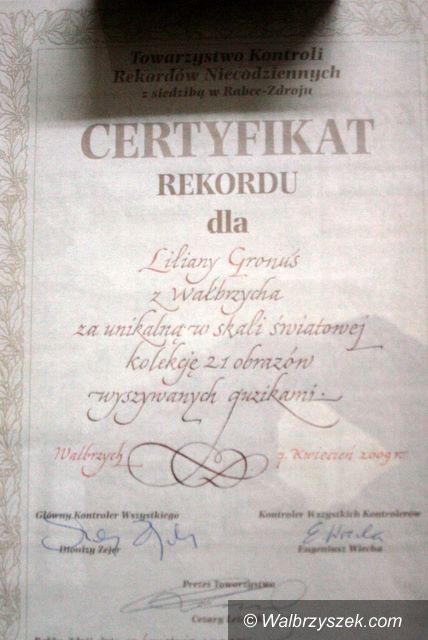 Towarzystwo Kontroli
Rekordów Niecodziennych
z siedzibą w Rabce-Zdroju
CERTYFIKAT
REKORDU
dla
Liliany Gronuś
z Wałbrzycha
za unikalną w skali światowej
kolekcję 21 obrazów
wyszywanych guzikami.
Wałbrzych 7. Kwiecień 2009 r.
Główny Kontroler Wszystkiego Kontroler Wszystkich Kontrolerów
Dionizy Zejer Eugeniusz Wiecha
Prezes Towarzystwa
Cezary
© Walbrzyszek.com